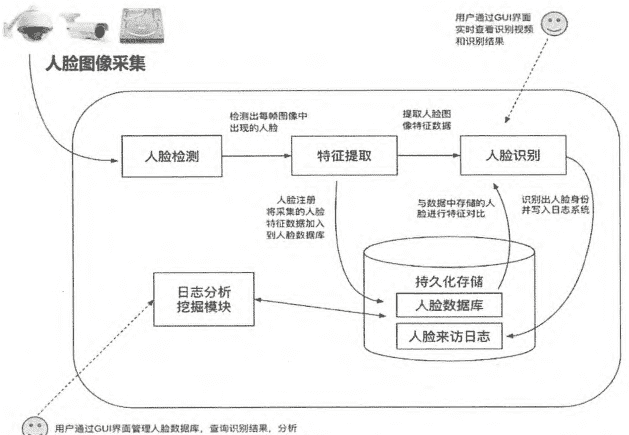 人脸图像采集
用户通过GUI界面
实时查看识别视频
和识别结果
检测出每帧图像中
出现的人脸
提取人脸图
像特征数据
人脸检测
特征提取
人脸识别
人脸注册
将采集的人脸
特征数据加入
到人脸数据库
与数据中存储的人
脸进行特征对比
识别出人脸身份
并写入日志系统
日志分析
挖掘模块
持久化存储
人脸数据库
人脸来访日志
用户通过GUI界面管理人脸数据库，查询识别结果，分析